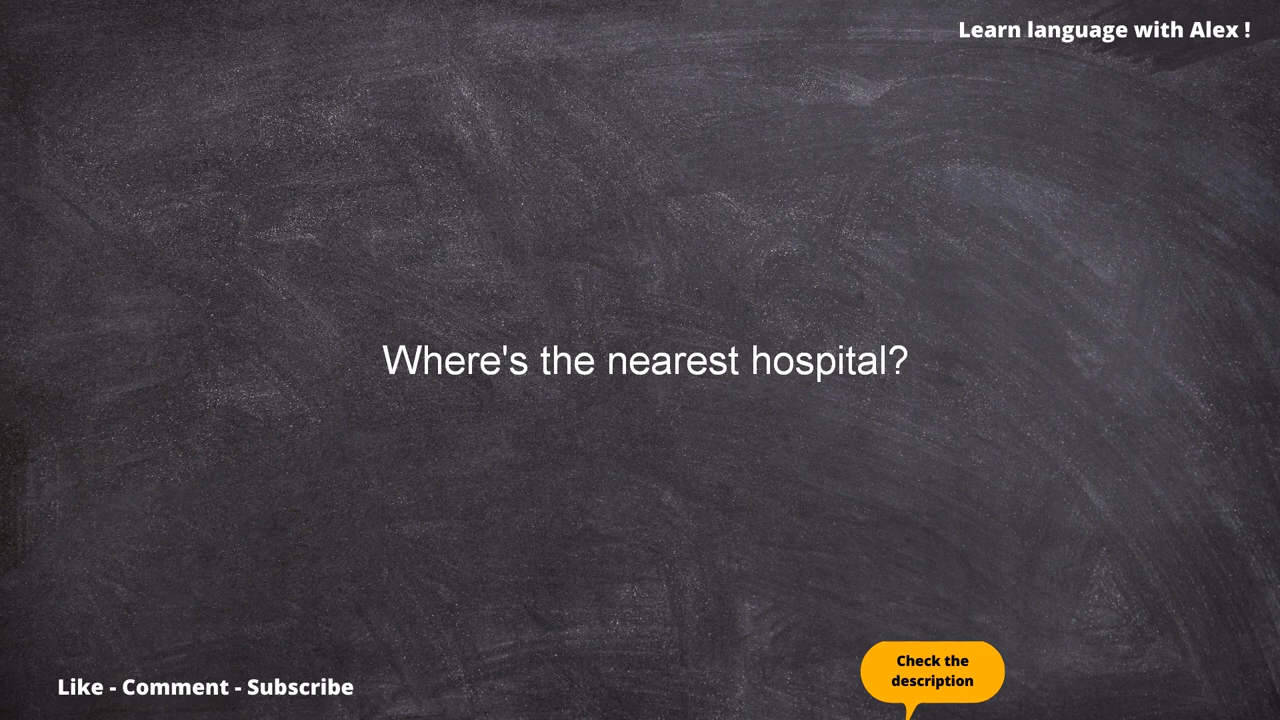 Learn language with Alex !
Where's the nearest hospital?
Check the
description
Like - Comment - Subscribe